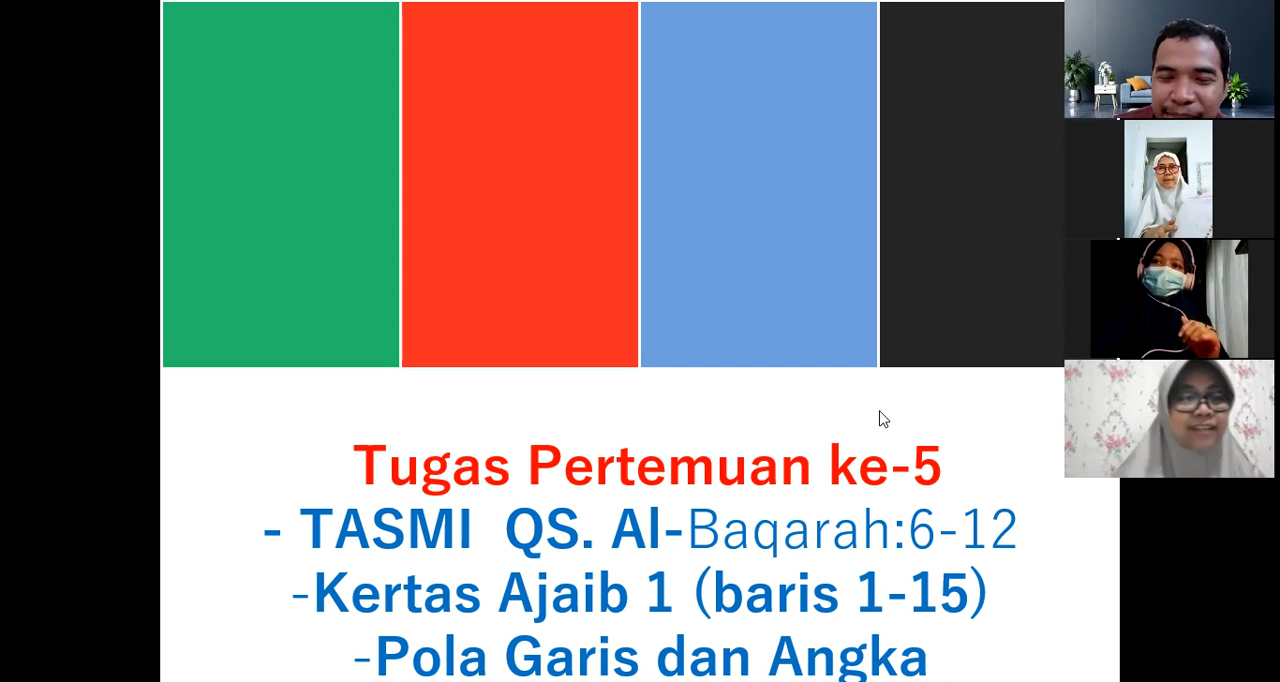 Tugas Pertemuan ke-5
- TASMI QS. Al-Baqarah:6-12
-Kertas Ajaib 1 (baris 1-15)
-Pola Garis dan Angka